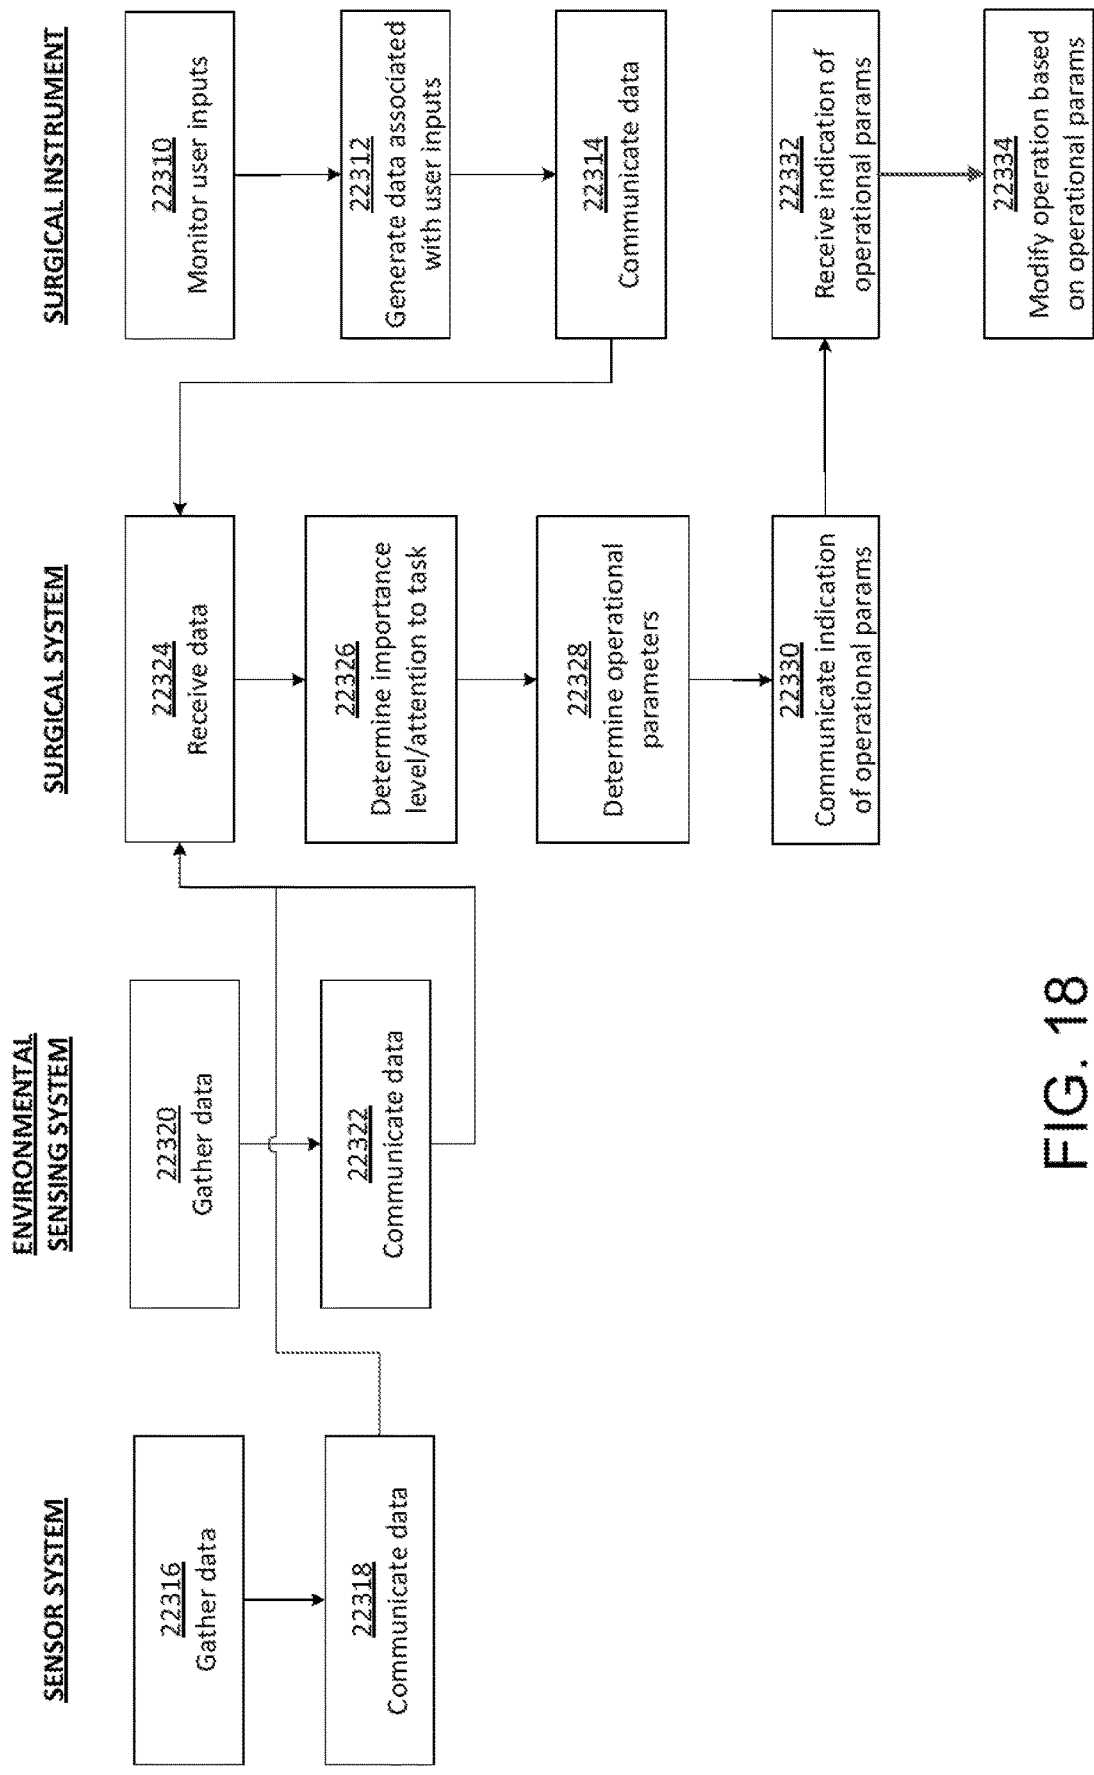 SENSOR SYSTEM
22316
Gather data
22318
Communicate data
ENVIRONMENTAL
SENSING SYSTEM
22320
Gather data
22322
Communicate data
SURGICAL SYSTEM
22324
Receive data
22326
Determine importance
level/attention to task
22328
Determine operational
parameters
22330
Communicate indication
of operational params
SURGICAL INSTRUMENT
22310
Monitor user inputs
22312
Generate data associated
with user inputs
22314
Communicate data
22332
Receive indication of
operational params
22334
Modify operation based
on operational params
FIG. 18